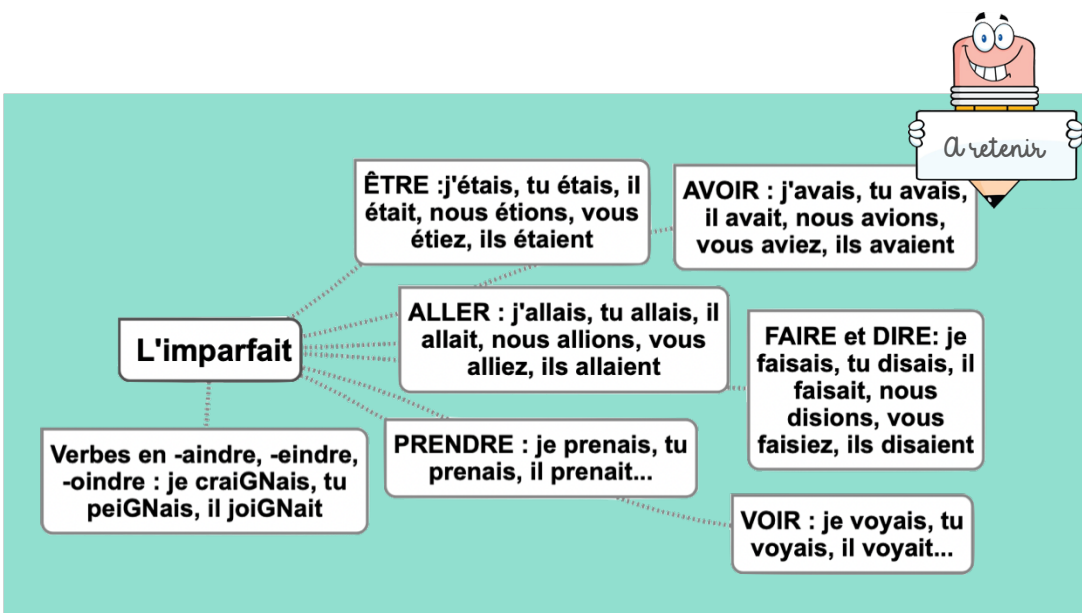 A retenir
ÊTRE :j'étais, tu étais, il
était, nous étions, vous
étiez, ils étaient
AVOIR : j'avais, tu avais,
il avait, nous avions,
vous aviez, ils avaient
L'imparfait
ALLER : j'allais, tu allais, il
allait, nous allions, vous
alliez, ils allaient
FAIRE et DIRE: je
faisais, tu disais, il
faisait, nous
disions, vous
faisiez, ils disaient
Verbes en -aindre, -eindre,
-oindre : je craiGNais, tu
peiGNais, il joiGNait
PRENDRE : je prenais, tu
prenais, il prenait...
VOIR : je voyais, tu
voyais, il voyait...